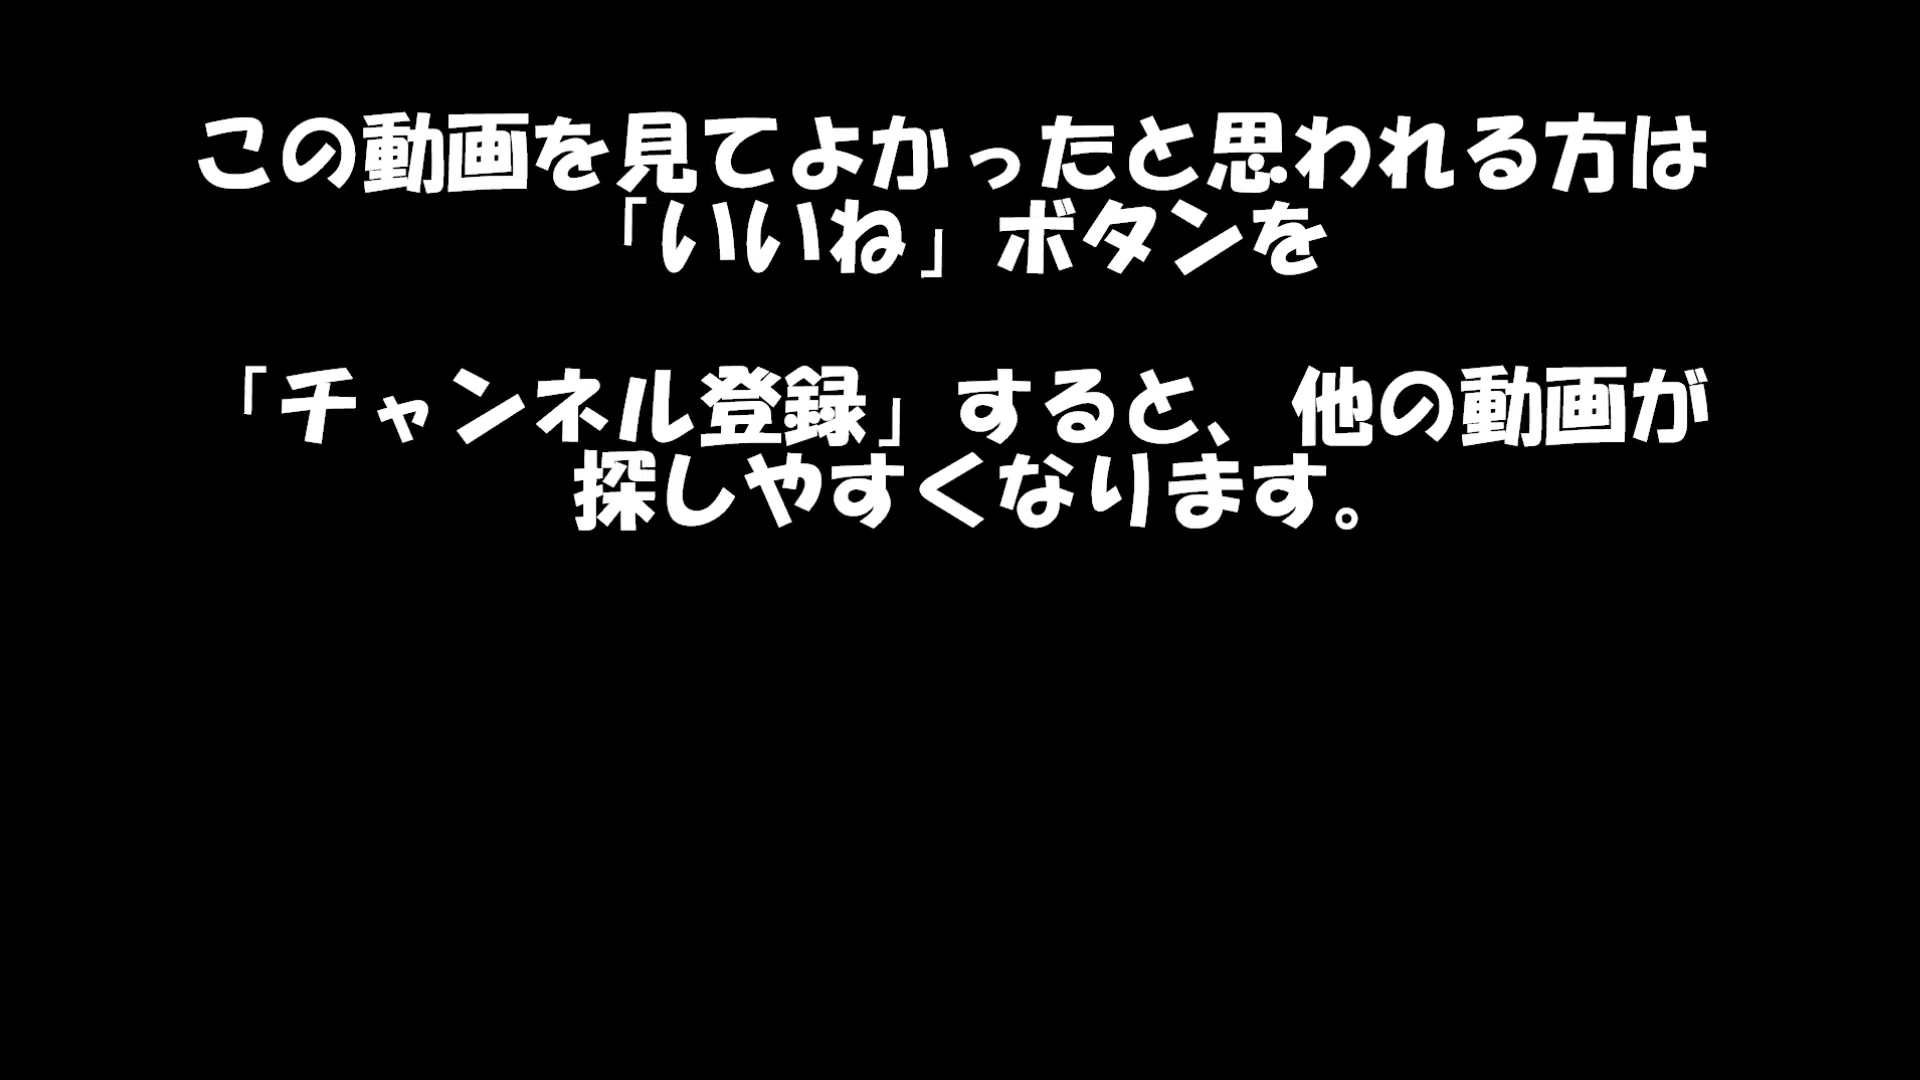 この動画を見てよかったと思われる方は
「いいね」ボタンを
「チャンネル登録」すると、他の動画が
探しやすくなります。